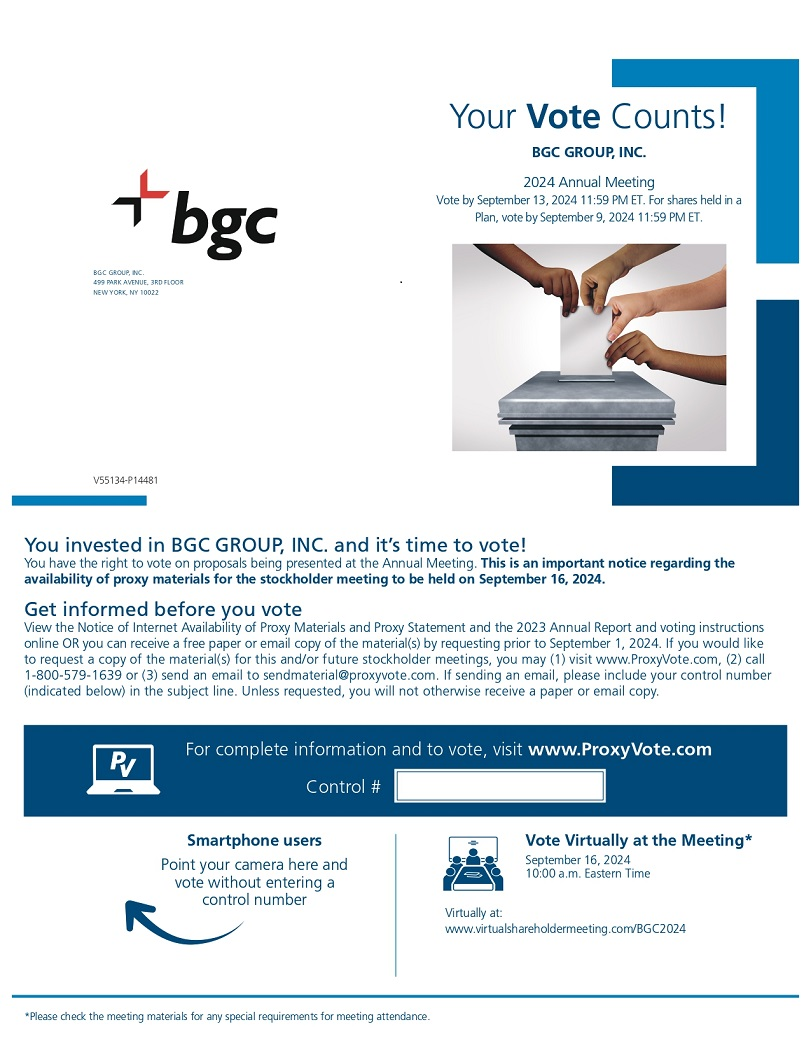 Your Vote Counts!
BGC GROUP, INC.
2024 Annual Meeting
Vote by September 13, 2024 11:59 PM ET. For shares held in a
Plan, vote by September 9, 2024 11:59 PM ET.
bgc
BGC GROUP, INC.
499 PARK AVENUE, 3RD FLOOR
NEW YORK, NY 10022
V55134-P14481
You invested in BGC GROUP, INC. and it’s time to vote!
You have the right to vote on proposals being presented at the Annual Meeting. This is an important notice regarding the
availability of proxy materials for the stockholder meeting to be held on September 16, 2024.
Get informed before you vote
View the Notice of Internet Availability of Proxy Materials and Proxy Statement and the 2023 Annual Report and voting instructions
online OR you can receive a free paper or email copy of the material(s) by requesting prior to September 1, 2024. If you would like
to request a copy of the material(s) for this and/or future stockholder meetings, you may (1) visit www.ProxyVote.com, (2) call
1-800-579-1639 or (3) send an email to sendmaterial@proxyvote.com. If sending an email, please include your control number
(indicated below) in the subject line. Unless requested, you will not otherwise receive a paper or email copy.
PV
For complete information and to vote, visit www.ProxyVote.com
Control #
Smartphone users
Point your camera here and
vote without entering a
control number
Vote Virtually at the Meeting*
September 16, 2024
10:00 a.m. Eastern Time
Virtually at:
www.virtualshareholdermeeting.com/BGC2024
*Please check the meeting materials for any special requirements for meeting attendance.